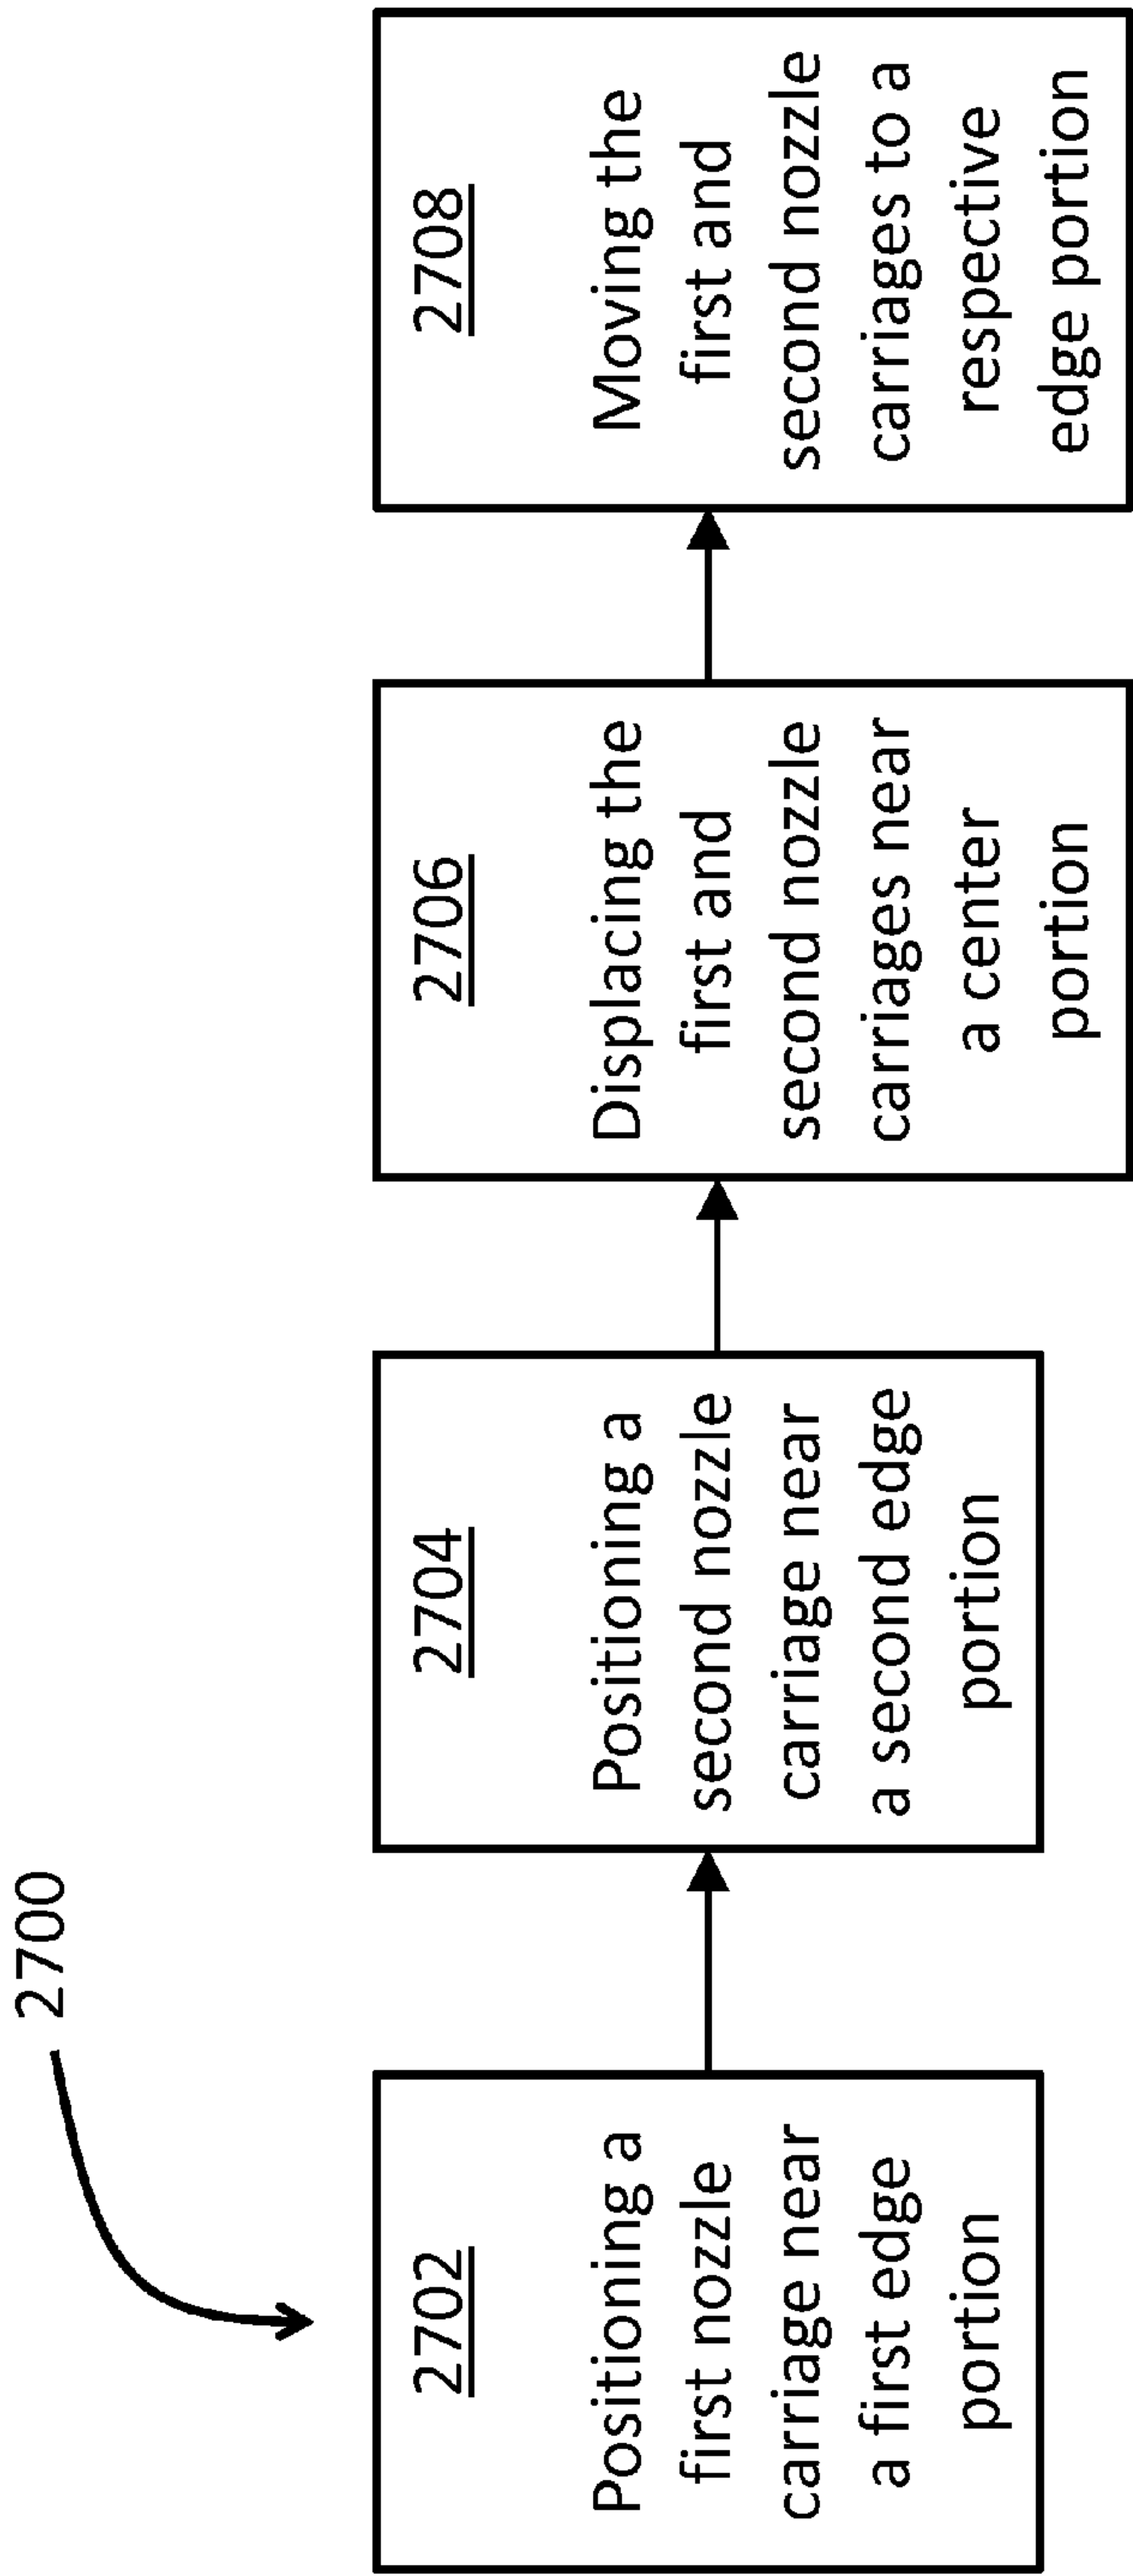 2700
2702
Positioning a
first nozzle
carriage near
a first edge
portion
2704
Positioning a
second nozzle
carriage near
a second edge
portion
2706
Displacing the
first and
second nozzle
carriages near
a center
portion
2708
Moving the
first and
second nozzle
carriages to a
respective
edge portion